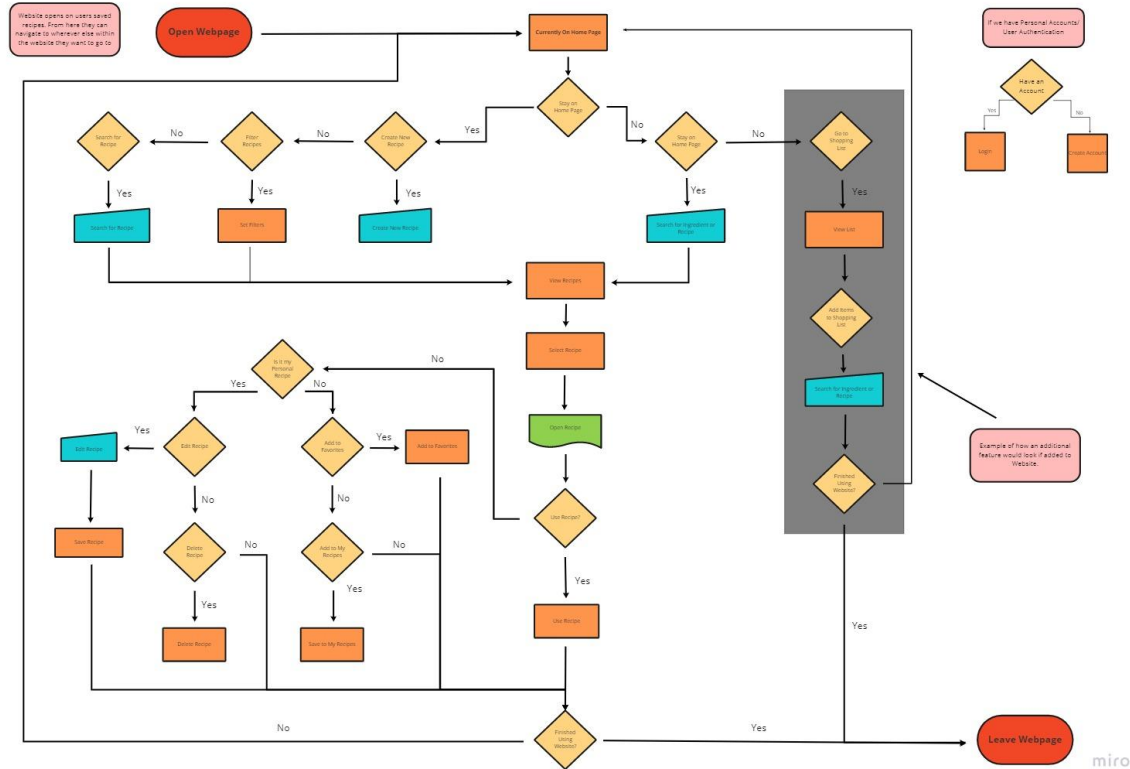 Website opens on users saved
recipes. From here they can
navigate to wherever else within
the website they want to go to
Open Webpage
Currently On Home Page
If we have Personal Accounts/
User Authentication
Have an
Account
Yes
No
Login
Create Account
Stay on
Home Page
Yes
No
Search for
Recipe
No
Filter
Recipes
No
Create New
Recipe
Stay on
Home Page
No
Go to
Shopping
List
Yes
Yes
Yes
Yes
Yes
Search for Recipe
Set Filters
Create New Recipe
Search for Ingredient or
Recipe
View List
View Recipes
Add Items
to Shopping
List
Select Recipe
No
Is it my
Personal
Recipe
Yes
No
Search for Ingredient or
Recipe
Open Recipe
Edit Recipe
Yes
Edit Recipe
Add to
Favorites
Yes
Add to Favorites
Example of how an additional
feature would look if added to
Website.
Finished
Using
Website?
No
No
No
Use Recipe?
Save Recipe
Delete
Recipe
No
Add to My
Recipes
No
Yes
Yes
Yes
Use Recipe
Yes
Delete Recipe
Save to My Recipes
No
Finished
Using
Website?
Yes
Leave Webpage
miro